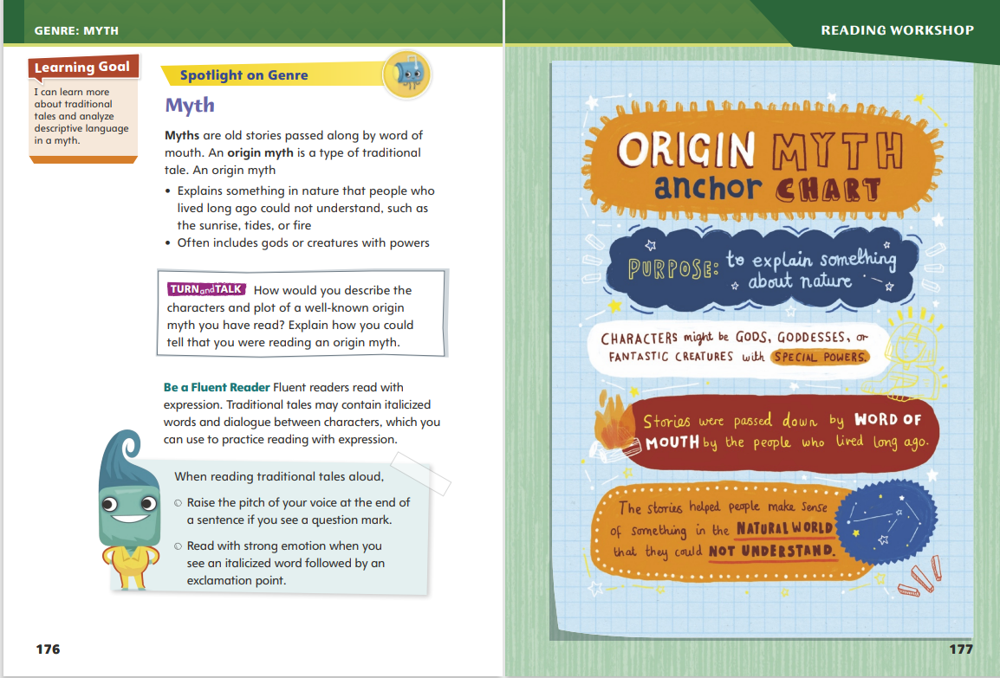 GENRE: MYTH
Learning Goal
I can learn more
about traditional
tales and analyze
descriptive language
in a myth.
Spotlight on Genre
Myth
Myths are old stories passed along by word of
mouth. An origin myth is a type of traditional
tale. An origin myth
• Explains something in nature that people who
lived long ago could not understand, such as
the sunrise, tides, or fire
• Often includes gods or creatures with powers
TURN and TALK How would you describe the
characters and plot of a well-known origin
myth you have read? Explain how you could
tell that you were reading an origin myth.
Be a Fluent Reader Fluent readers read with
expression. Traditional tales may contain italicized
words and dialogue between characters, which you
can use to practice reading with expression.
When reading traditional tales aloud,
Raise the pitch of your voice at the end of
a sentence if you see a question mark.
Read with strong emotion when you
see an italicized word followed by an
exclamation point.
176
READING WORKSHOP
ORIGIN MYTH
anchor CHART
PURPOSE: to explain something
about nature
CHARACTERS might be GODS, GODDESSES, or
FANTASTIC CREATURES with SPECIAL POWERS.
Stories were passed down by WORD OF
MOUTH by the people who lived long ago.
The stories helped people make sense
of something in the NATURAL WORLD
that they could NOT UNDERSTAND.
177